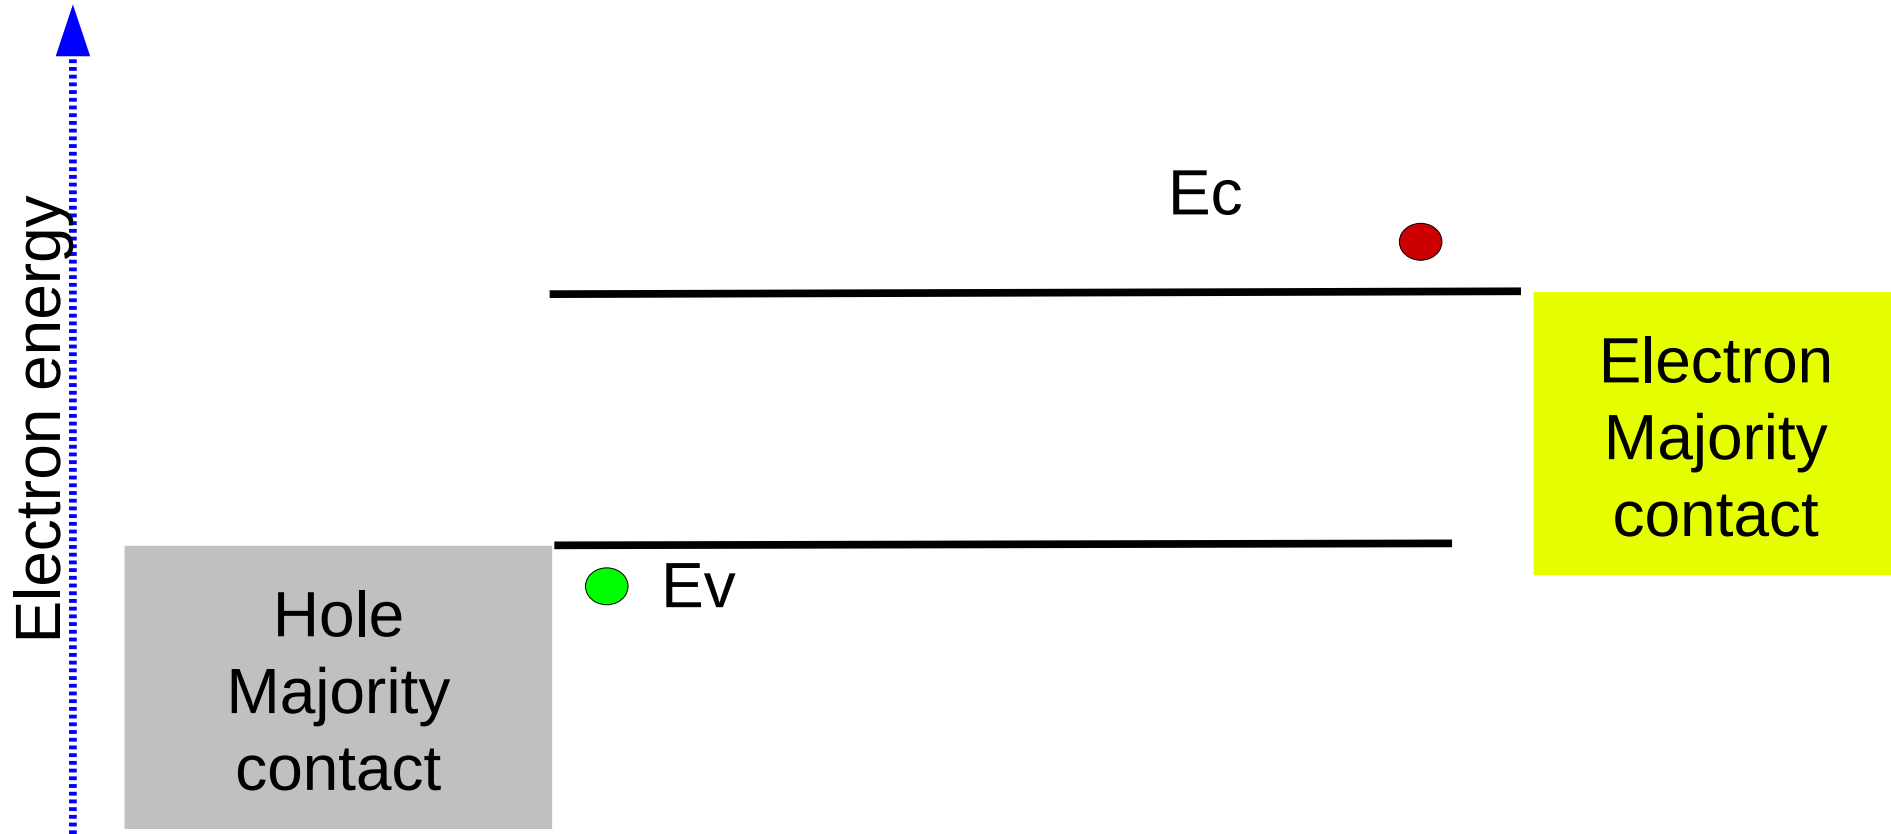 Electron energy
Ec
Electron
Majority
contact
Ev
Hole
Majority
contact